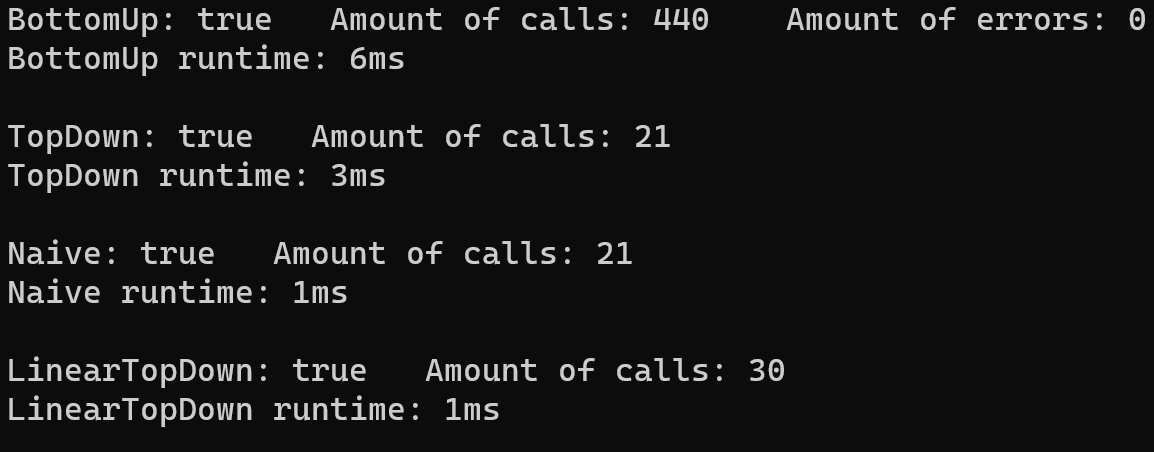 BottomUp: true   Amount of calls: 440    Amount of errors: 0
BottomUp runtime: 6ms
TopDown: true   Amount of calls: 21
TopDown runtime: 3ms
Naive: true   Amount of calls: 21
Naive runtime: 1ms
LinearTopDown: true   Amount of calls: 30
LinearTopDown runtime: 1ms